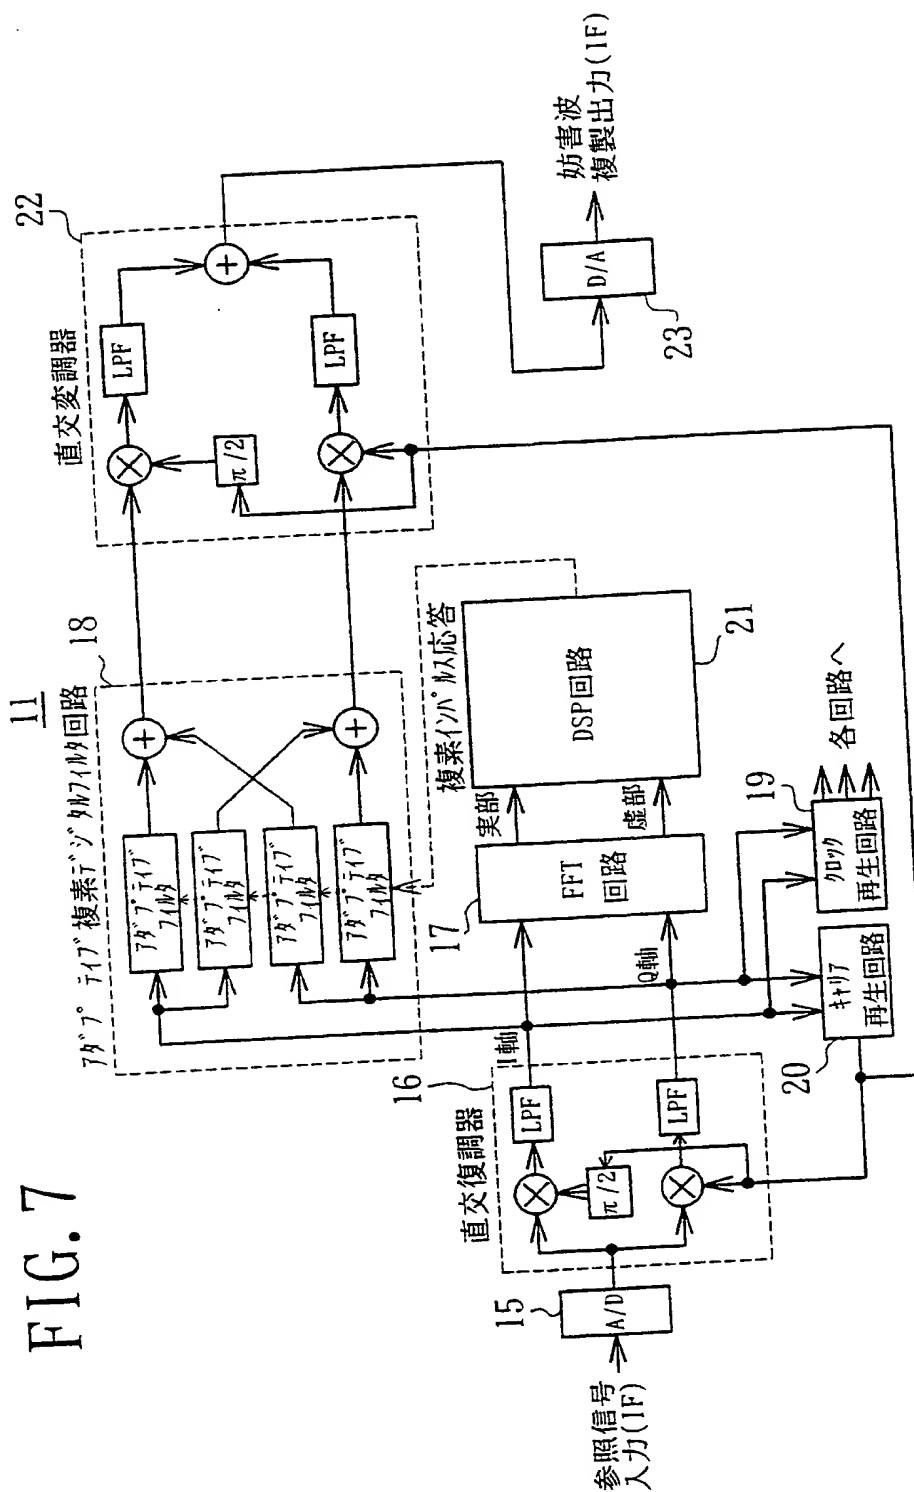 FIG. 7
11
参照信号
入力(IF)
15
A/D
直交復調器
16
LPF
π/2
LPF
I軸
Q軸
アダプティブ複素デジタルフィルタ回路
18
アダプティブ
フィルタ
アダプティブ
フィルタ
アダプティブ
フィルタ
アダプティブ
フィルタ
17
FFT
回路
実部
虚部
複素インパルス応答
DSP回路
21
20
キャリア
再生回路
19
クロック
再生回路
各回路へ
直交変調器
22
LPF
π/2
LPF
D/A
23
妨害波
複製出力(IF)